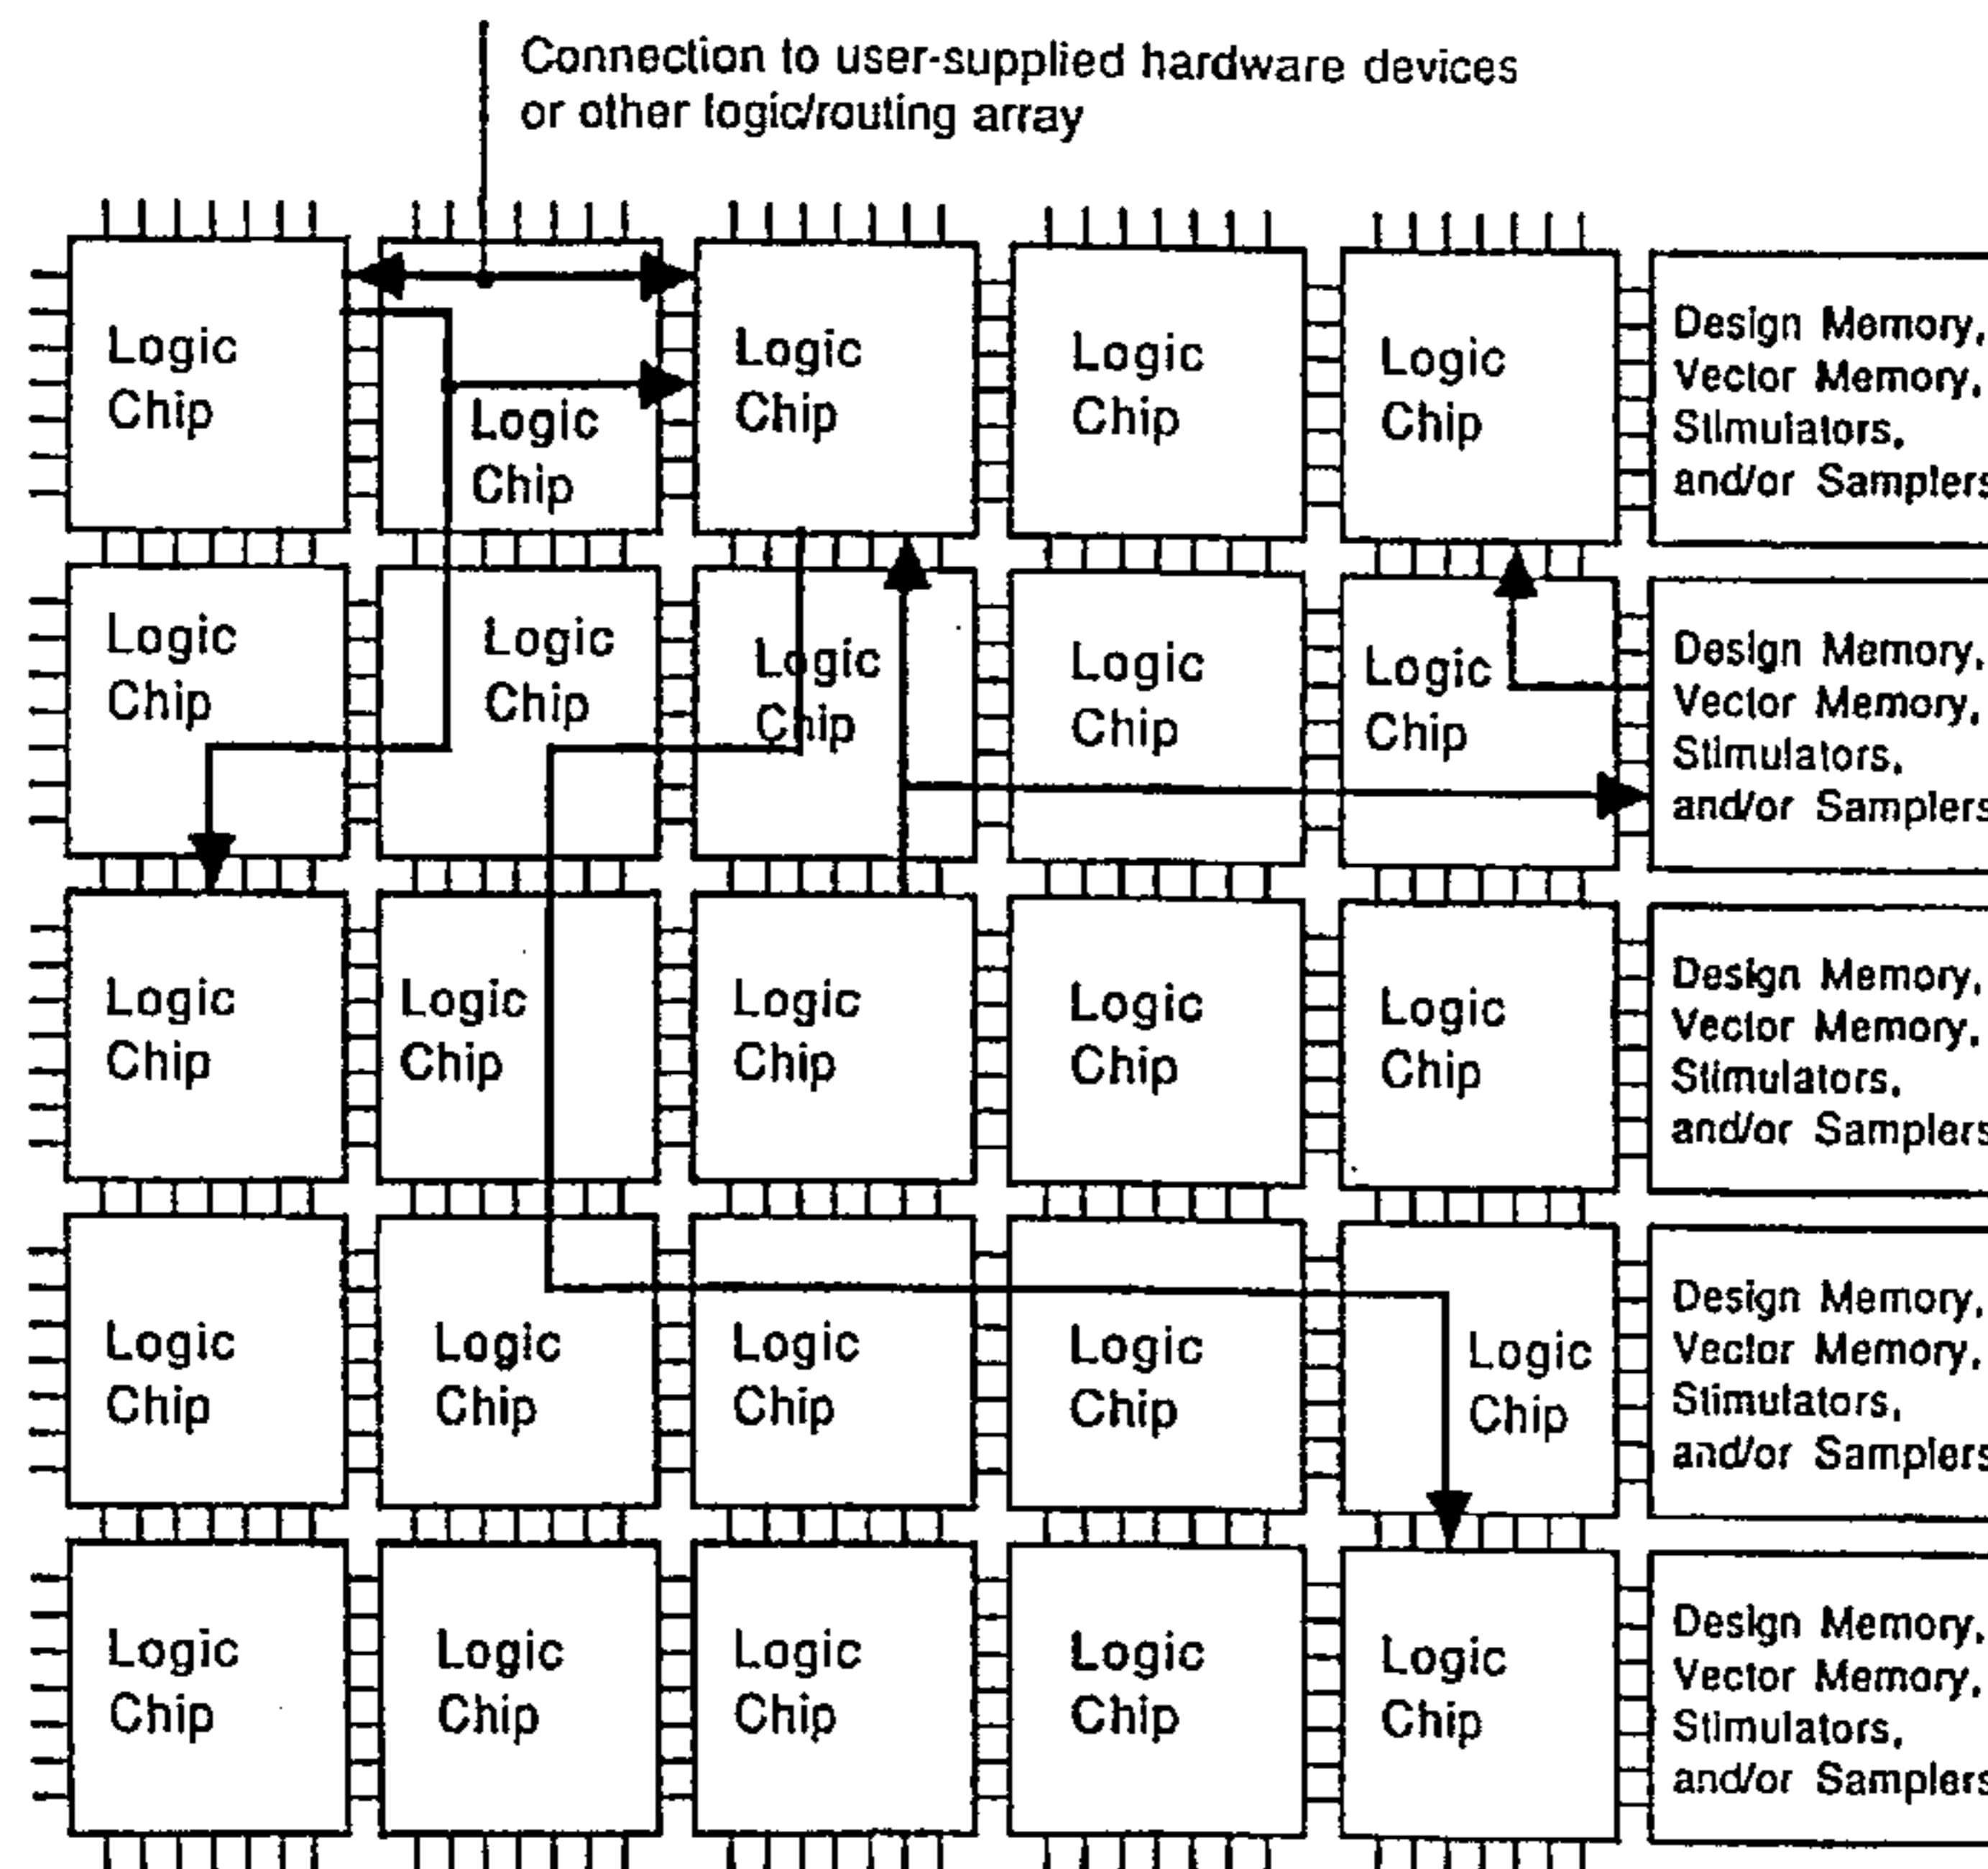 Connection to user-supplied hardware devices
or other logic/routing array
Logic
Chip
Logic
Chip
Logic
Chip
Logic
Chip
Logic
Chip
Design Memory,
Vector Memory,
Stimulators,
and/or Samplers
Logic
Chip
Logic
Chip
Logic
Chip
Logic
Chip
Logic
Chip
Design Memory,
Vector Memory,
Stimulators,
and/or Samplers
Logic
Chip
Logic
Chip
Logic
Chip
Logic
Chip
Logic
Chip
Design Memory,
Vector Memory,
Stimulators,
and/or Samplers
Logic
Chip
Logic
Chip
Logic
Chip
Logic
Chip
Logic
Chip
Design Memory,
Vector Memory,
Stimulators,
and/or Samplers
Logic
Chip
Logic
Chip
Logic
Chip
Logic
Chip
Logic
Chip
Design Memory,
Vector Memory,
Stimulators,
and/or Samplers